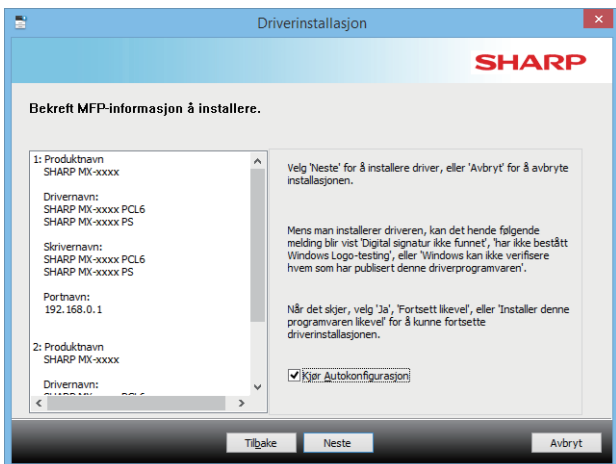 Driverinstallasjon
SHARP
Bekreft MFP-informasjon å installere.
1: Produktnavn
SHARP MX-xxxx
Drivernavn:
SHARP MX-xxxx PCL6
SHARP MX-xxxx PS
Skrivernavn:
SHARP MX-xxxx PCL6
SHARP MX-xxxx PS
Portnavn:
192.168.0.1
2: Produktnavn
SHARP MX-xxxx
Drivernavn:
Velg 'Neste' for å installere driver, eller 'Avbryt' for å avbryte
installasjonen.
Mens man installerer driveren, kan det hende følgende
melding blir vist 'Digital signatur ikke funnet', 'har ikke bestått
Windows Logo-testing', eller 'Windows kan ikke verifisere
hvem som har publisert denne driverprogramvaren'.
Når det skjer, velg 'Ja', 'Fortsett likevel', eller 'Installer denne
programvaren likevel' for å kunne fortsette
driverinstallasjonen.
Kjør Autokonfigurasjon
Tilbake
Neste
Avbryt